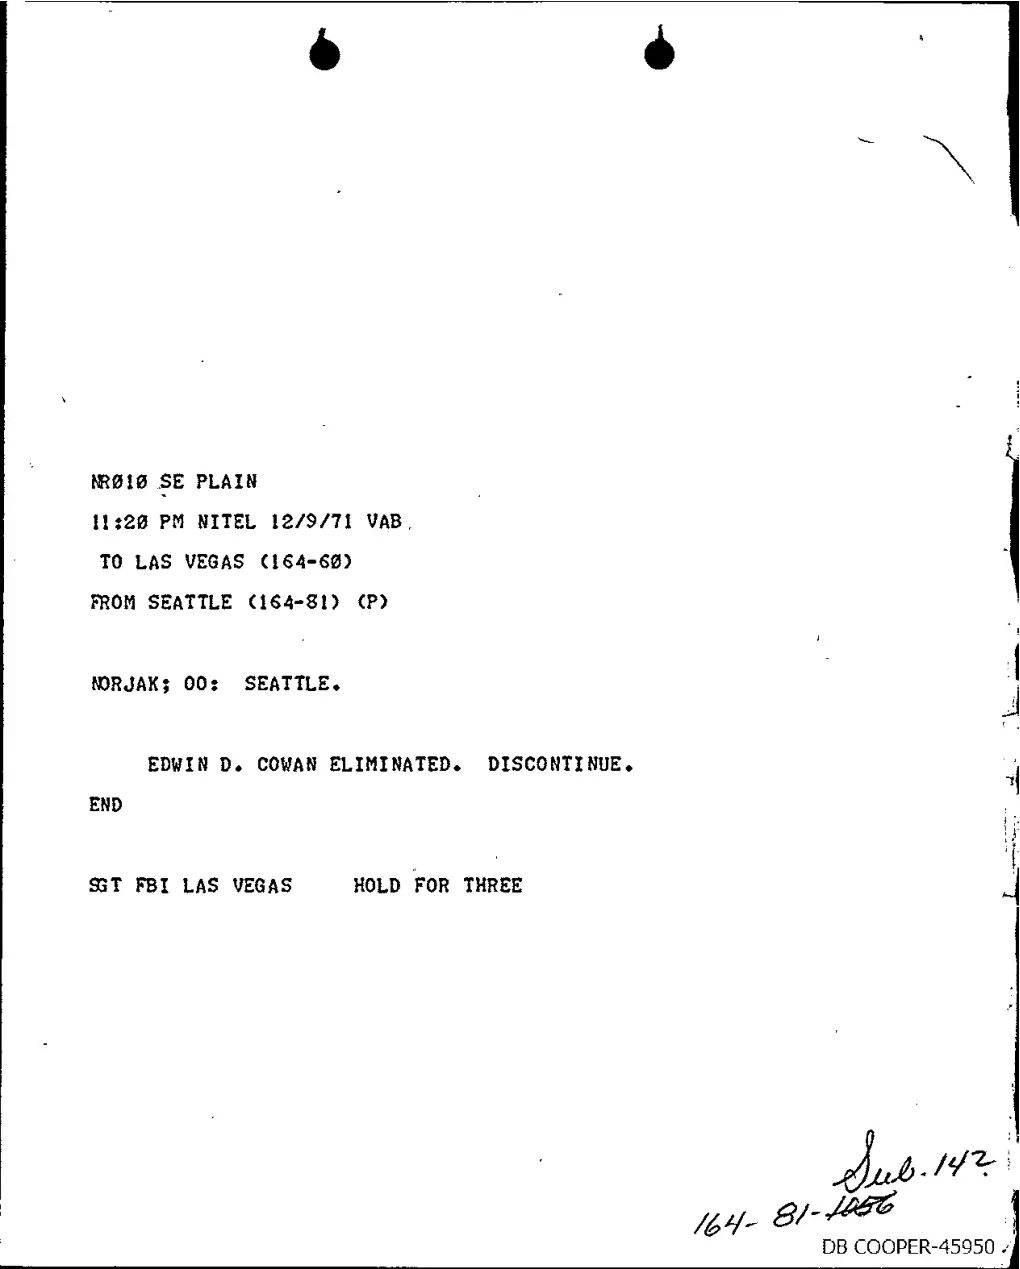 NR010 SE PLAIN
11:20 PM NITEL 12/9/71 VAB
TO LAS VEGAS (164-60)
FROM SEATTLE (164-81) (P)
NORJAK; OO: SEATTLE.
EDWIN D. COWAN ELIMINATED. DISCONTINUE.
END
SGT FBI LAS VEGAS HOLD FOR THREE
Sub. 142
164-81-1056
DB COOPER-45950